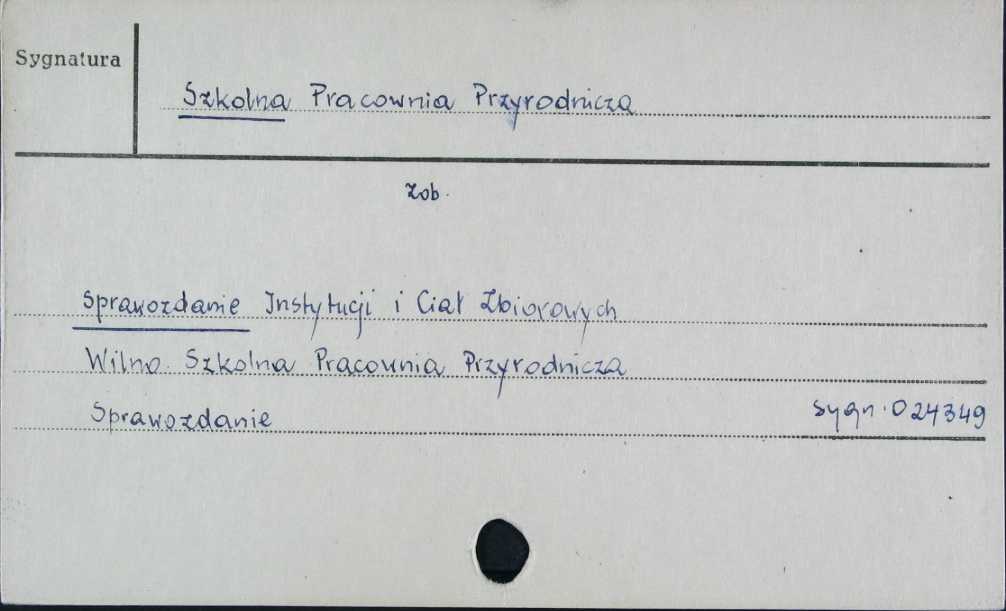 Sygnatura
Szkolna Pracownia Przyrodnicza
Zob.
Sprawozdanie Instytucji i Ciał Zbiorowych
Wilno. Szkolna Pracownia Przyrodnicza
Sprawozdanie sygn. 024349